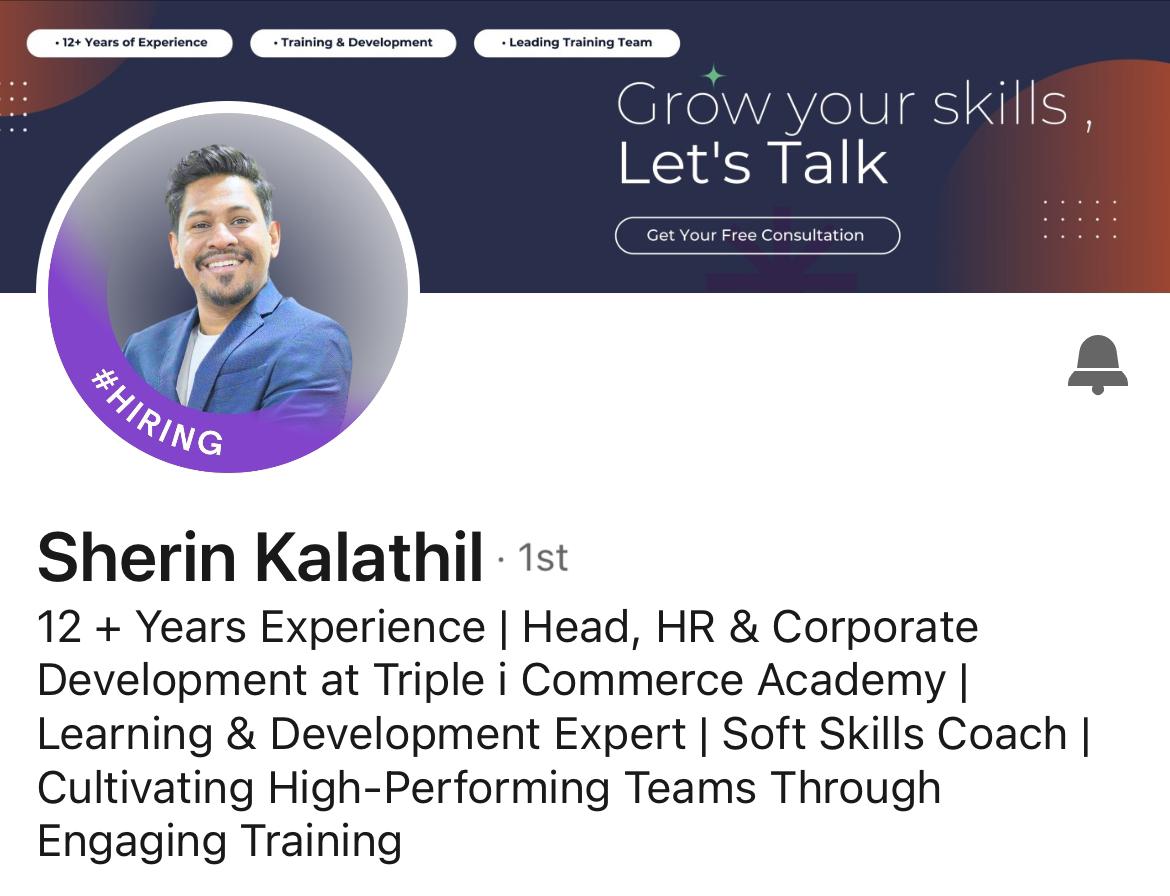 • 12+ Years of Experience
• Training & Development
• Leading Training Team
Grow your skills ,
Let's Talk
Get Your Free Consultation
#HIRING
Sherin Kalathil · 1st
12 + Years Experience | Head, HR & Corporate
Development at Triple i Commerce Academy |
Learning & Development Expert | Soft Skills Coach |
Cultivating High-Performing Teams Through
Engaging Training